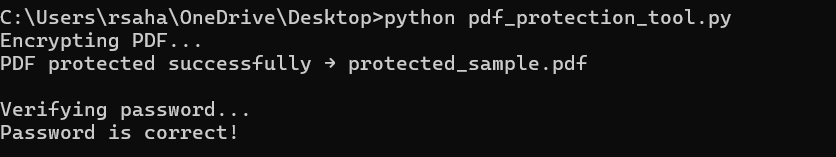 C:\Users\rsaha\OneDrive\Desktop>python pdf_protection_tool.py
Encrypting PDF...
PDF protected successfully → protected_sample.pdf
Verifying password...
Password is correct!